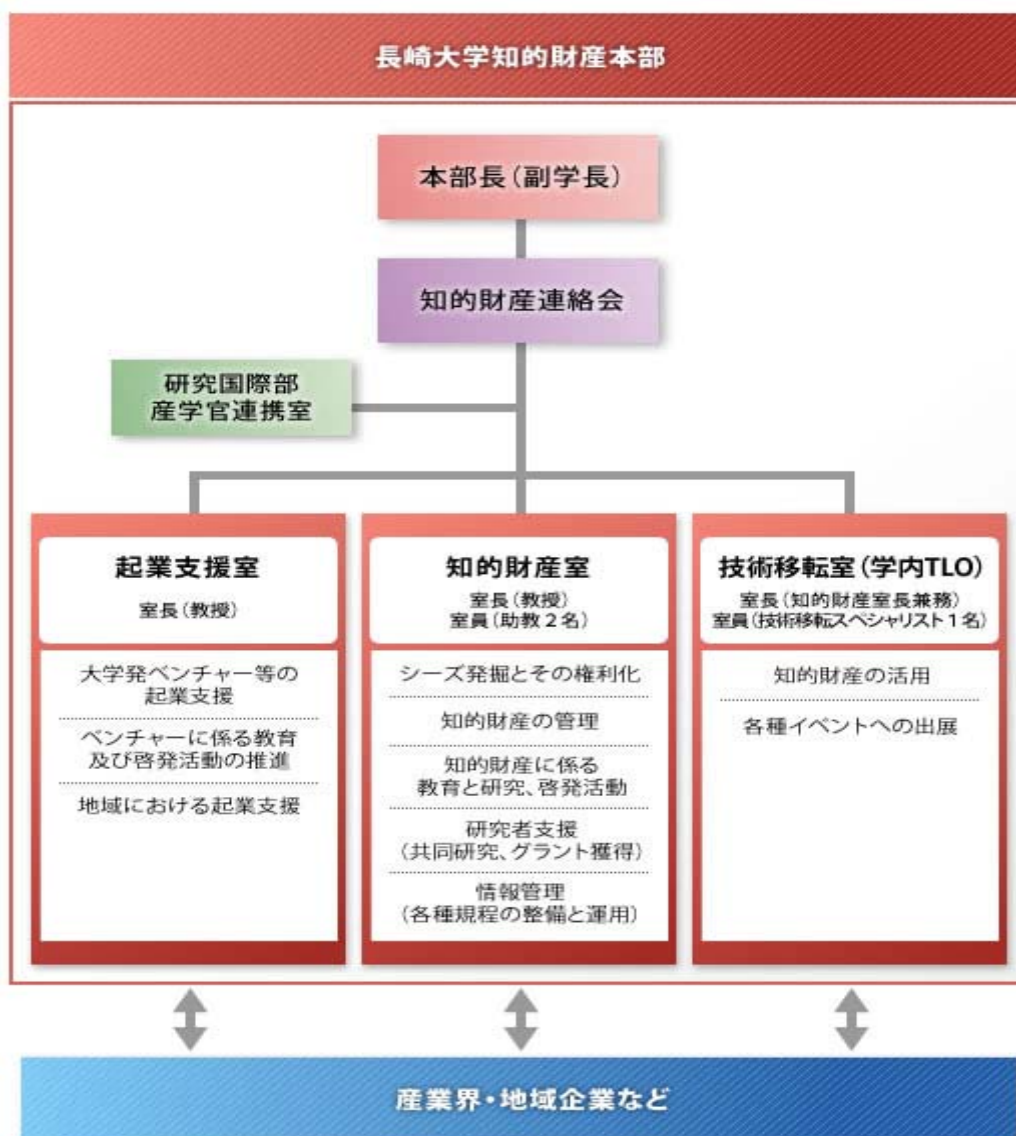 長崎大学知的財産本部
本部長（副学長）
知的財産連絡会
研究国際部
産学官連携室
起業支援室
室長（教授）
大学発ベンチャー等の
起業支援
ベンチャーに係る教育
及び啓発活動の推進
地域における起業支援
知的財産室
室長（教授）
室員（助教２名）
シーズ発掘とその権利化
知的財産の管理
知的財産に係る
教育と研究、啓発活動
研究者支援
（共同研究、グラント獲得）
情報管理
（各種規程の整備と運用）
技術移転室（学内TLO）
室長（知的財産室長兼務）
室員（技術移転スペシャリスト１名）
知的財産の活用
各種イベントへの出展
産業界・地域企業など